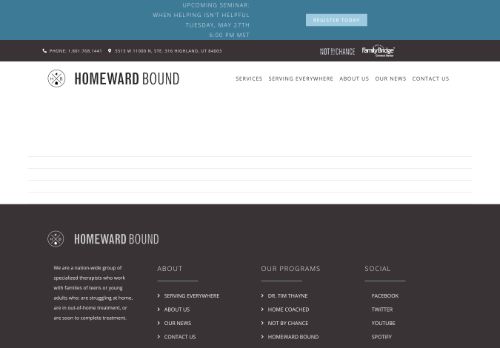 UPCOMING SEMINAR:
WHEN HELPING ISN'T HELPFUL
TUESDAY, MAY 27TH
6:00 PM MST
REGISTER TODAY
PHONE: 1.801.768.1441
5513 W 11000 N, STE. 316 HIGHLAND, UT 84003
NOT BY CHANCE
FamilyBridge
HOMEWARD BOUND
SERVICES SERVING EVERYWHERE ABOUT US OUR NEWS CONTACT US
HOMEWARD BOUND
We are a nation-wide group of
specialized therapists who work
with families of teens or young
adults who are struggling at home,
are in out-of-home treatment, or
are soon to complete treatment.
ABOUT
SERVING EVERYWHERE
ABOUT US
OUR NEWS
CONTACT US
OUR PROGRAMS
DR. TIM THAYNE
HOME COACHED
NOT BY CHANCE
HOMEWARD BOUND
SOCIAL
FACEBOOK
TWITTER
YOUTUBE
SPOTIFY